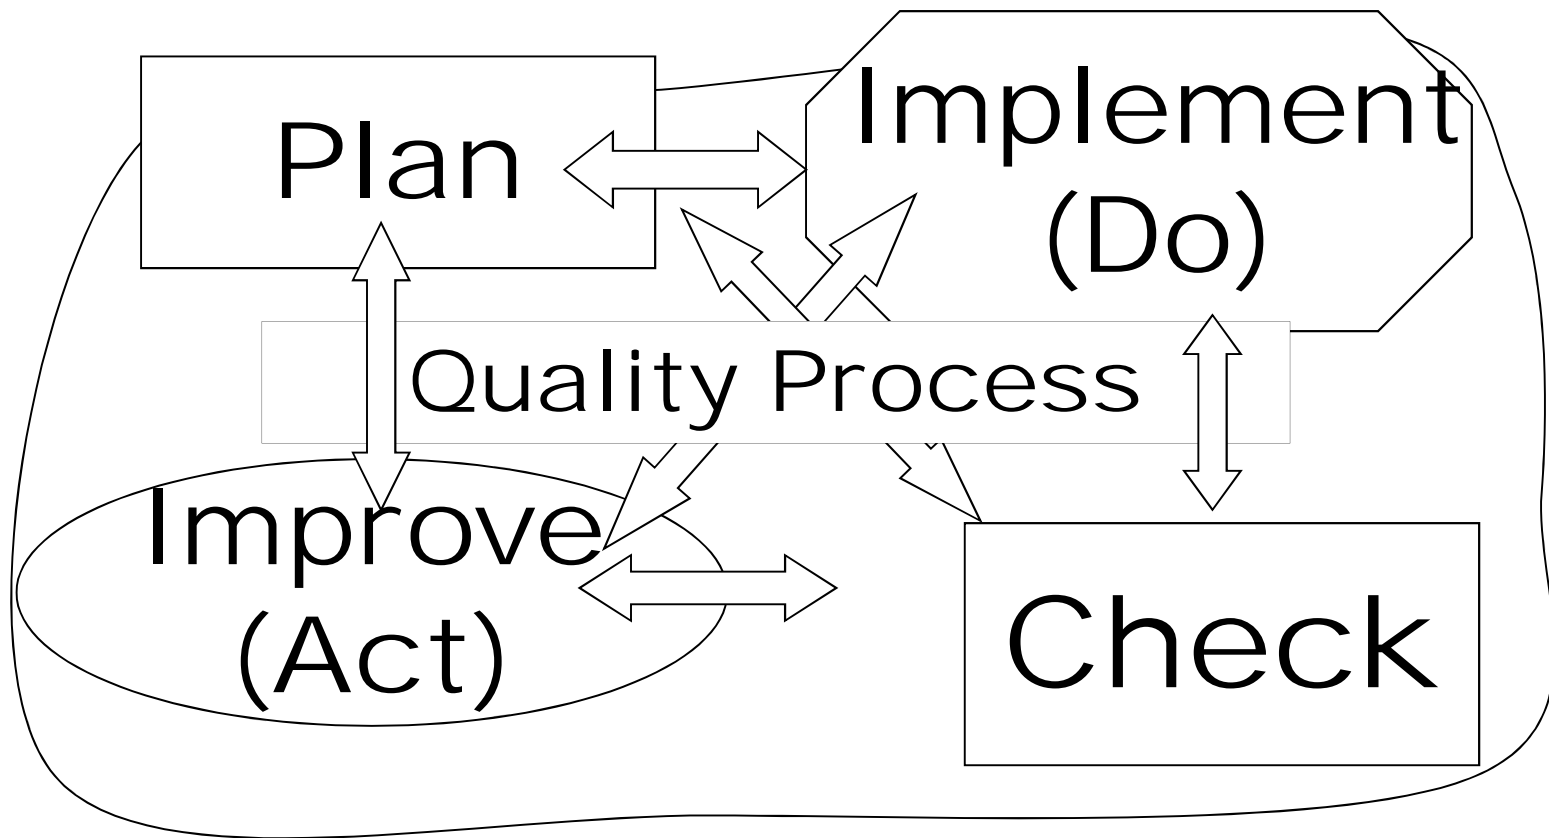 Plan
Implement
(Do)
Quality Process
Improve
(Act)
Check